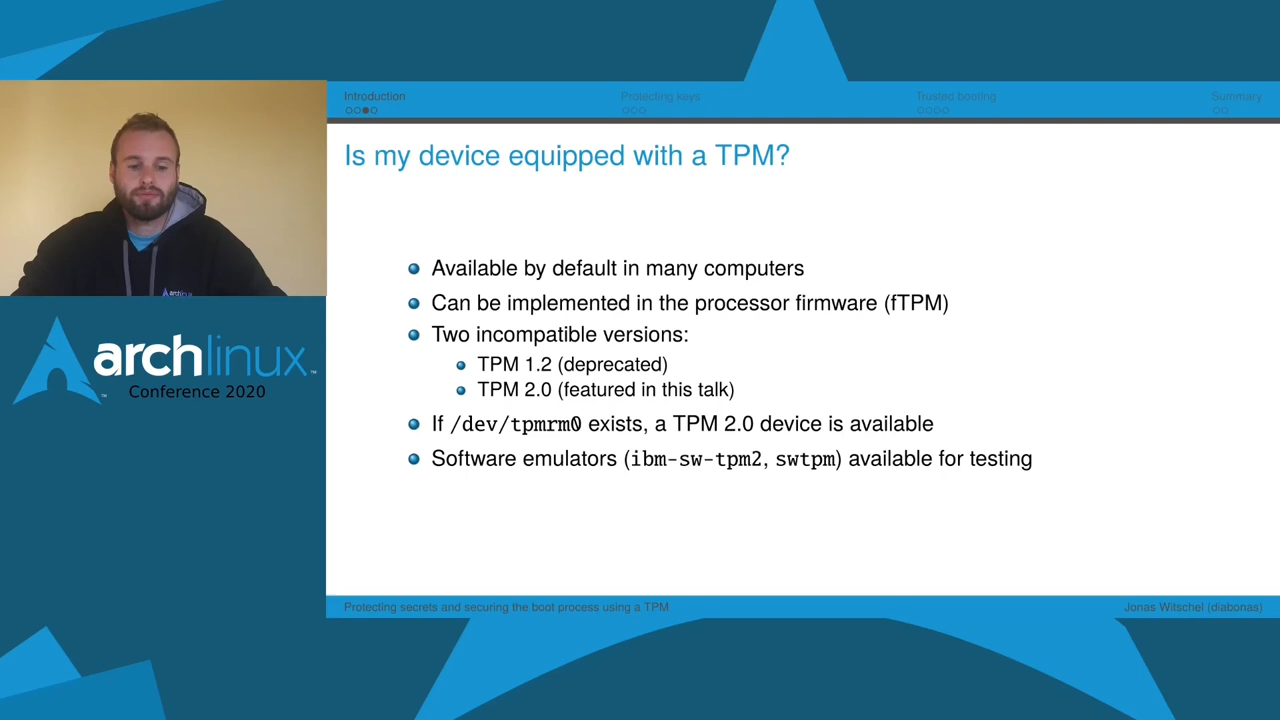 Introduction
Protecting keys
Trusted booting
Summary
Is my device equipped with a TPM?
Available by default in many computers
Can be implemented in the processor firmware (fTPM)
Two incompatible versions:
TPM 1.2 (deprecated)
TPM 2.0 (featured in this talk)
If /dev/tpmrm0 exists, a TPM 2.0 device is available
Software emulators (ibm-sw-tpm2, swtpm) available for testing
Protecting secrets and securing the boot process using a TPM
Jonas Witschel (diabonas)
archlinux
archlinux™
Conference 2020